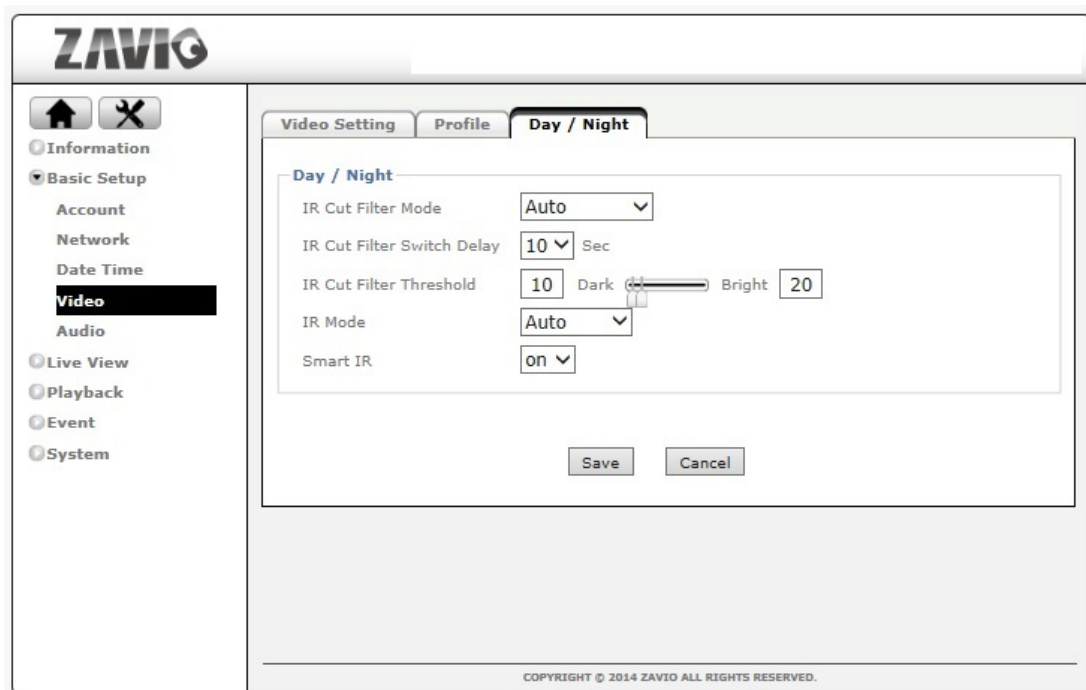 ZAVIO
Information
Basic Setup
Account
Network
Date Time
Video
Audio
Live View
Playback
Event
System
Video Setting Profile Day / Night
Day / Night
IR Cut Filter Mode Auto
IR Cut Filter Switch Delay 10 Sec
IR Cut Filter Threshold 10 Dark Bright 20
IR Mode Auto
Smart IR on
Save Cancel
COPYRIGHT © 2014 ZAVIO ALL RIGHTS RESERVED.